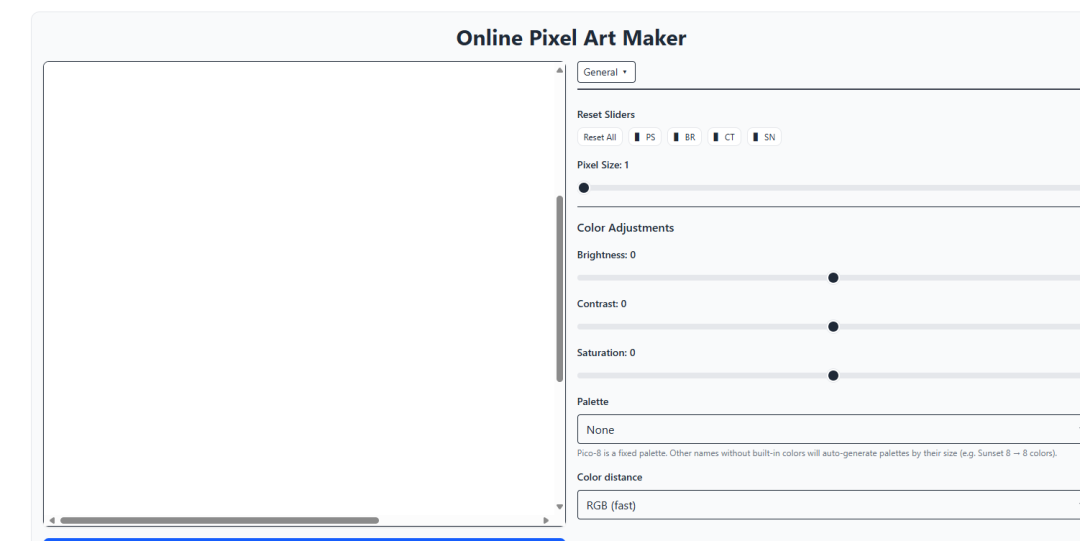 Online Pixel Art Maker
General
Reset Sliders
Reset All PS BR CT SN
Pixel Size: 1
Color Adjustments
Brightness: 0
Contrast: 0
Saturation: 0
Palette
None
Pico-8 is a fixed palette. Other names without built-in colors will auto-generate palettes by their size (e.g. Sunset 8 → 8 colors).
Color distance
RGB (fast)